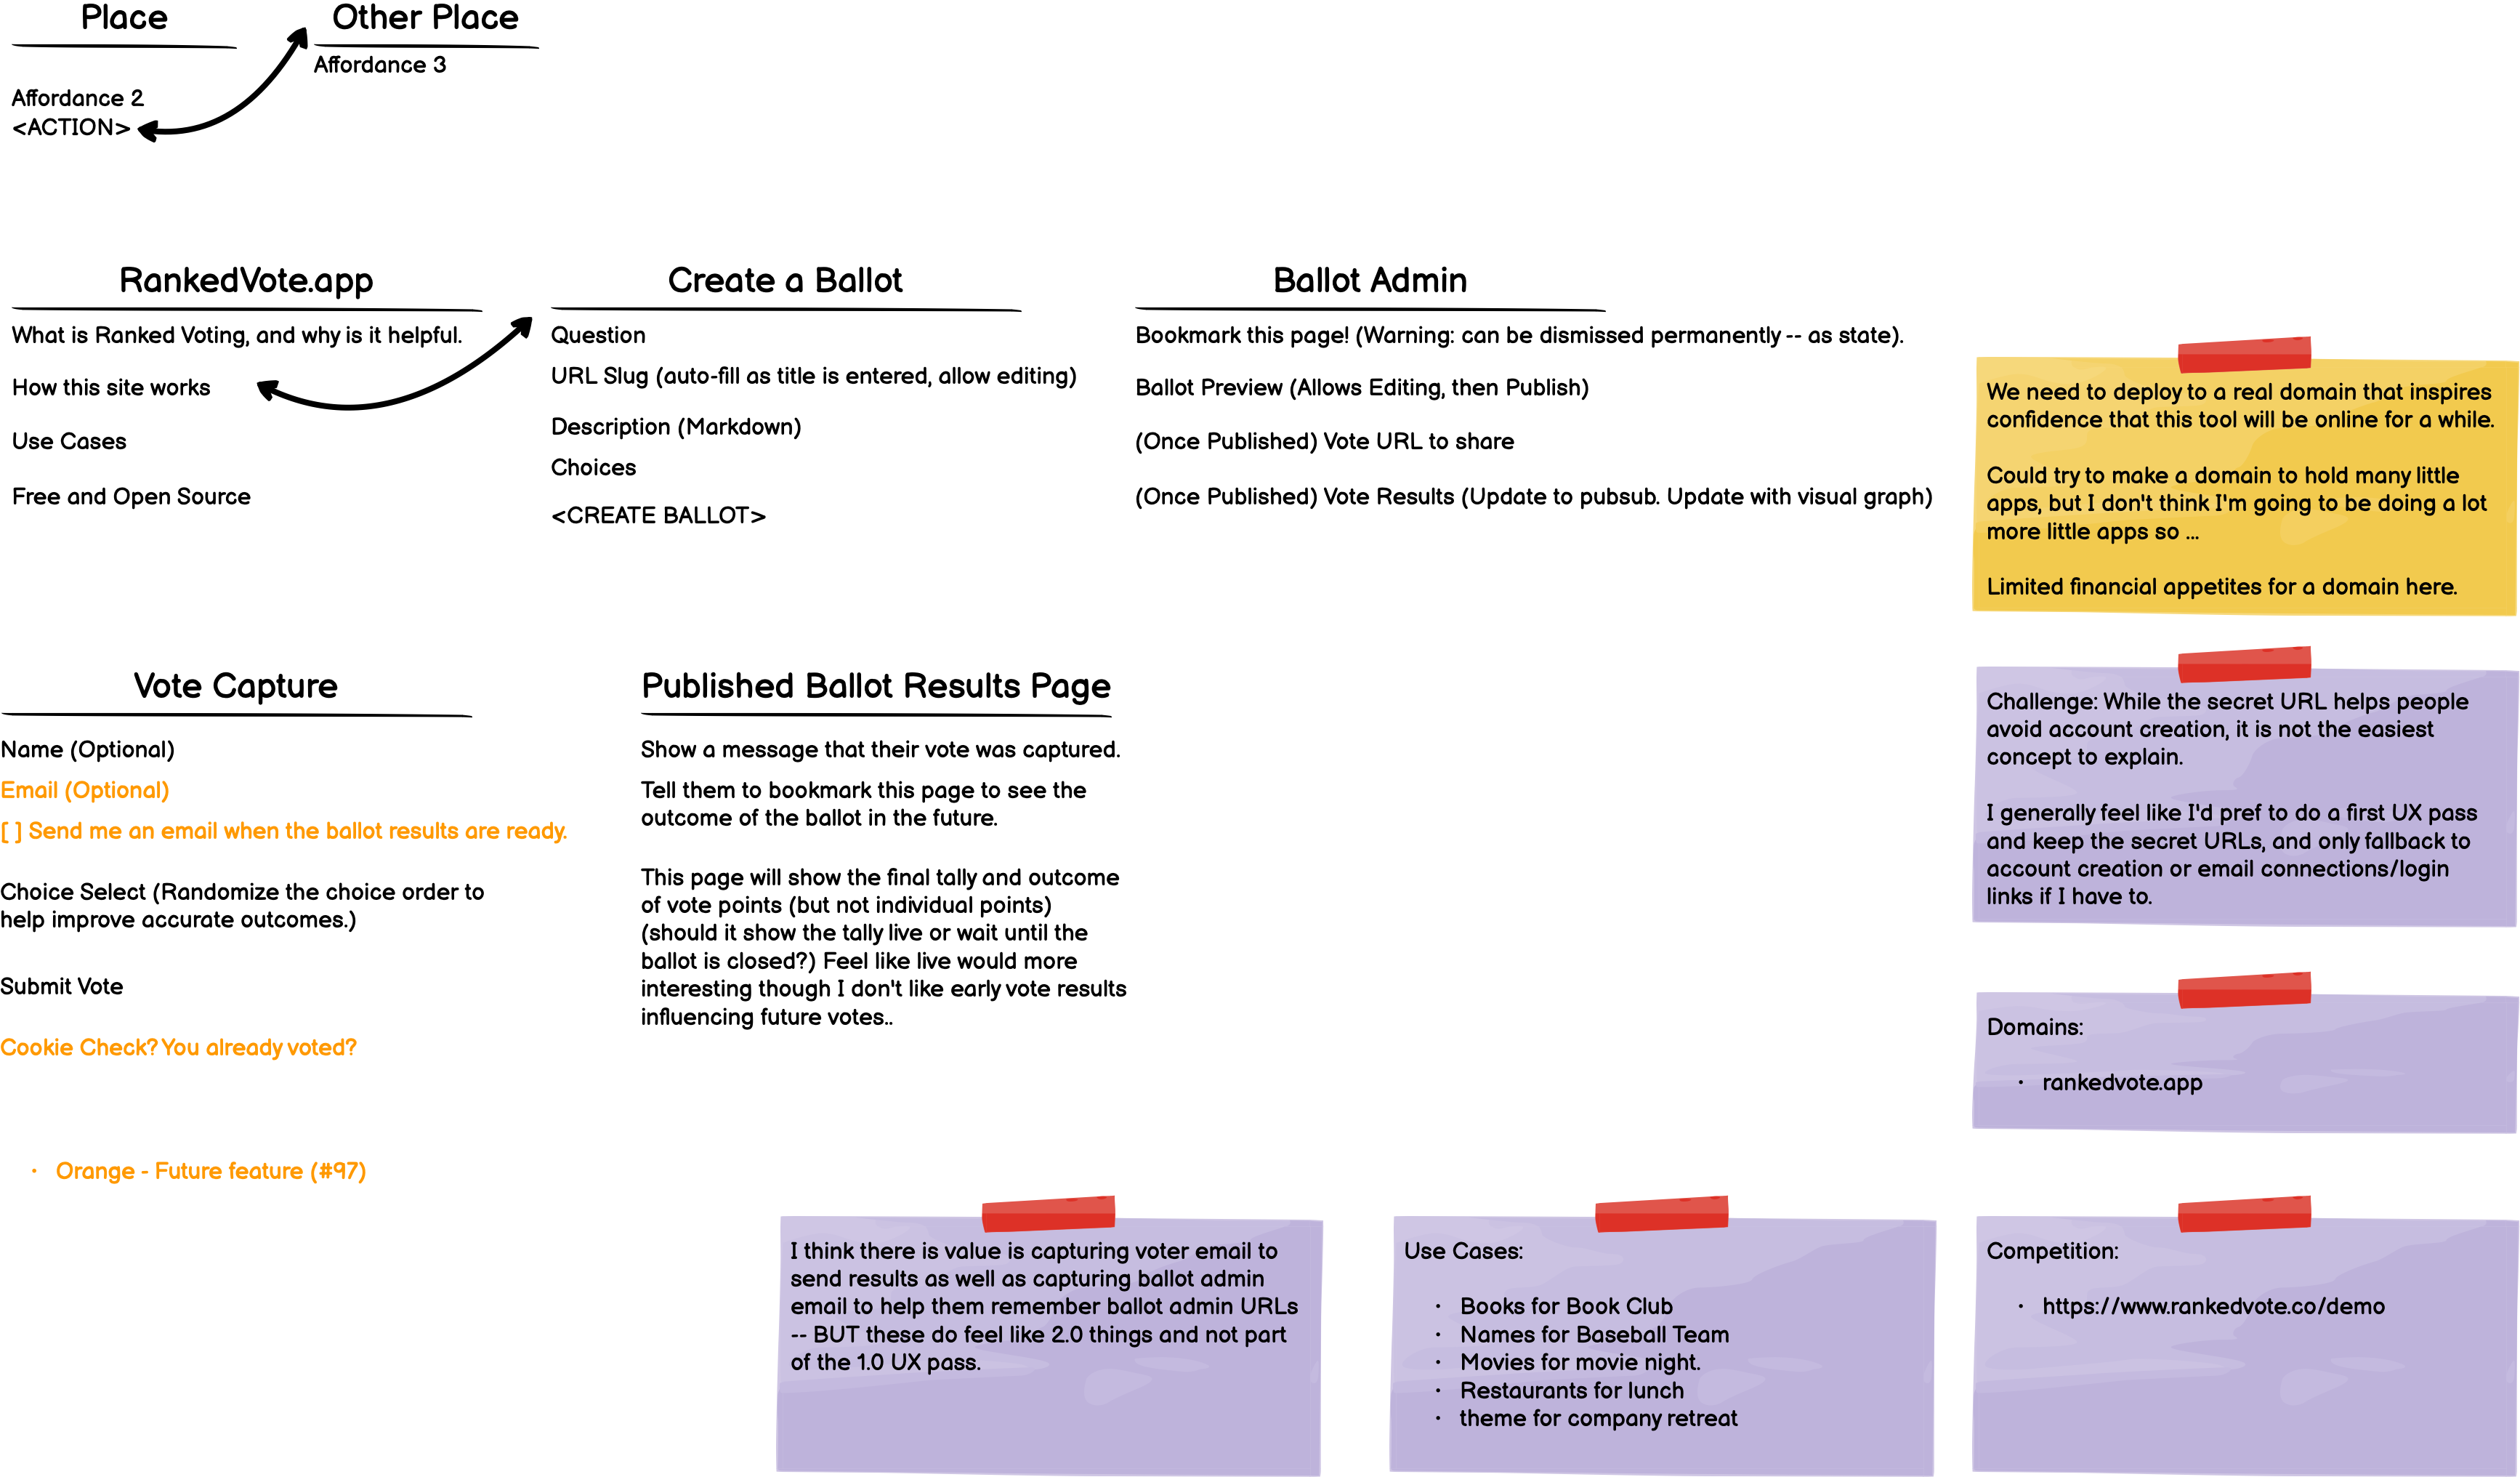 Place
Other Place
Affordance 3
Affordance 2
<ACTION>
RankedVote.app
What is Ranked Voting, and why is it helpful.
How this site works
Use Cases
Free and Open Source
Create a Ballot
Question
URL Slug (auto-fill as title is entered, allow editing)
Description (Markdown)
Choices
<CREATE BALLOT>
Ballot Admin
Bookmark this page! (Warning: can be dismissed permanently -- as state).
Ballot Preview (Allows Editing, then Publish)
(Once Published) Vote URL to share
(Once Published) Vote Results (Update to pubsub. Update with visual graph)
We need to deploy to a real domain that inspires
confidence that this tool will be online for a while.
Could try to make a domain to hold many little
apps, but I don't think I'm going to be doing a lot
more little apps so ...
Limited financial appetites for a domain here.
Vote Capture
Name (Optional)
Email (Optional)
[ ] Send me an email when the ballot results are ready.
Choice Select (Randomize the choice order to
help improve accurate outcomes.)
Submit Vote
Cookie Check? You already voted?
• Orange - Future feature (#97)
Published Ballot Results Page
Show a message that their vote was captured.
Tell them to bookmark this page to see the
outcome of the ballot in the future.
This page will show the final tally and outcome
of vote points (but not individual points)
(should it show the tally live or wait until the
ballot is closed?) Feel like live would more
interesting though I don't like early vote results
influencing future votes..
Challenge: While the secret URL helps people
avoid account creation, it is not the easiest
concept to explain.
I generally feel like I'd pref to do a first UX pass
and keep the secret URLs, and only fallback to
account creation or email connections/login
links if I have to.
Domains:
• rankedvote.app
I think there is value is capturing voter email to
send results as well as capturing ballot admin
email to help them remember ballot admin URLs
-- BUT these do feel like 2.0 things and not part
of the 1.0 UX pass.
Use Cases:
• Books for Book Club
• Names for Baseball Team
• Movies for movie night.
• Restaurants for lunch
• theme for company retreat
Competition:
• https://www.rankedvote.co/demo